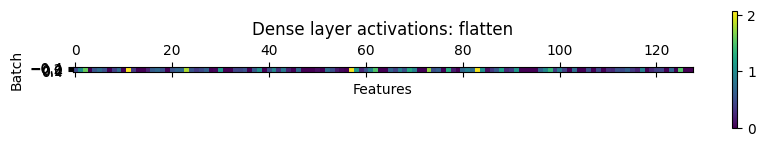 Dense layer activations: flatten
0 20 40 60 80 100 120
Batch
Features
2
1
0